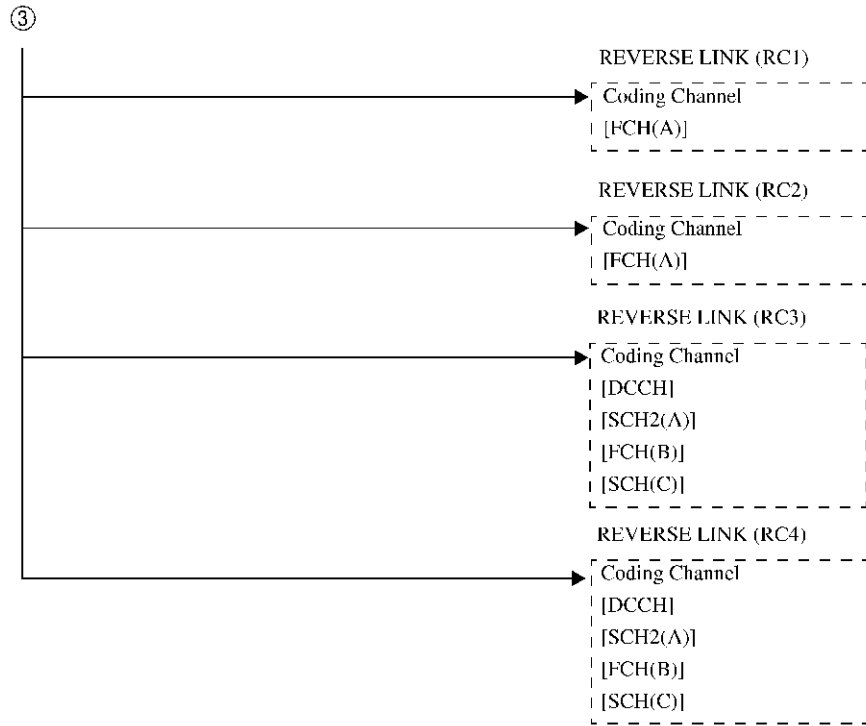 ③
REVERSE LINK (RC1)
Coding Channel
[FCH(A)]
REVERSE LINK (RC2)
Coding Channel
[FCH(A)]
REVERSE LINK (RC3)
Coding Channel
[DCCH]
[SCH2(A)]
[FCH(B)]
[SCH(C)]
REVERSE LINK (RC4)
Coding Channel
[DCCH]
[SCH2(A)]
[FCH(B)]
[SCH(C)]